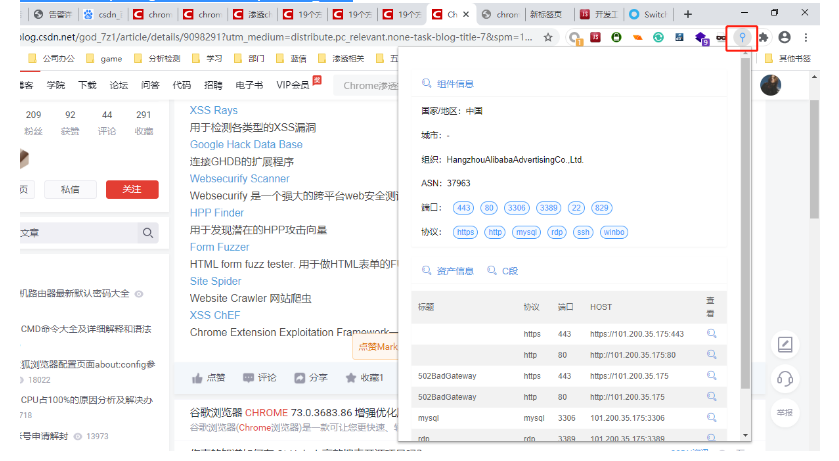 告警许
csdn_
chrom
chrom
渗透cl
19个无
19个无
19个无
Ch
chrom
新标签页
开发工
Switch
blog.csdn.net/god_7z1/article/details/90982917utm_medium=distribute.pc_relevant.none-task-blog-title-7&spm=1...
公司办公
game
分析检测
学习
部门
蓝信
渗透相关
五
其他书签
博客
学院
下载
论坛
问答
代码
招聘
电子书
VIP会员
Chrome渗透
209
92
44
291
粉丝
获赞
评论
收藏
页
私信
关注
文章
机路由器最新默认密码大全
CMD命令大全及详细解释和语法
狐浏览器配置页面about:config参
18022
CPU占100%的原因分析及解决办
718
账号申请解封
13973
XSS Rays
用于检测各类型的XSS漏洞
Google Hack Data Base
连接GHDB的扩展程序
Websecurify Scanner
Websecurify 是一个强大的跨平台web安全测
HPP Finder
用于发现潜在的HPP攻击向量
Form Fuzzer
HTML form fuzz tester. 用于做HTML表单的FU
Site Spider
Website Crawler 网站爬虫
XSS ChEF
Chrome Extension Exploitation Framework—
点赞Mark
点赞
评论
分享
收藏1
谷歌浏览器 CHROME 73.0.3683.86 增强优化版
谷歌浏览器(Chrome浏览器)是一款可让您更快速、轻
组件信息
国家/地区: 中国
城市: -
组织: HangzhouAlibabaAdvertisingCo.,Ltd.
ASN: 37963
端口: 443 80 3306 3389 22 829
协议: https http mysql rdp ssh winbo
资产信息 C段
标题 协议 端口 HOST 查看
https 443 https://101.200.35.175:443
http 80 http://101.200.35.175:80
502BadGateway https 443 https://101.200.35.175
502BadGateway http 80 http://101.200.35.175
mysql mysql 3306 101.200.35.175:3306
rdp rdp 3389 101.200.35.175:3389
举报